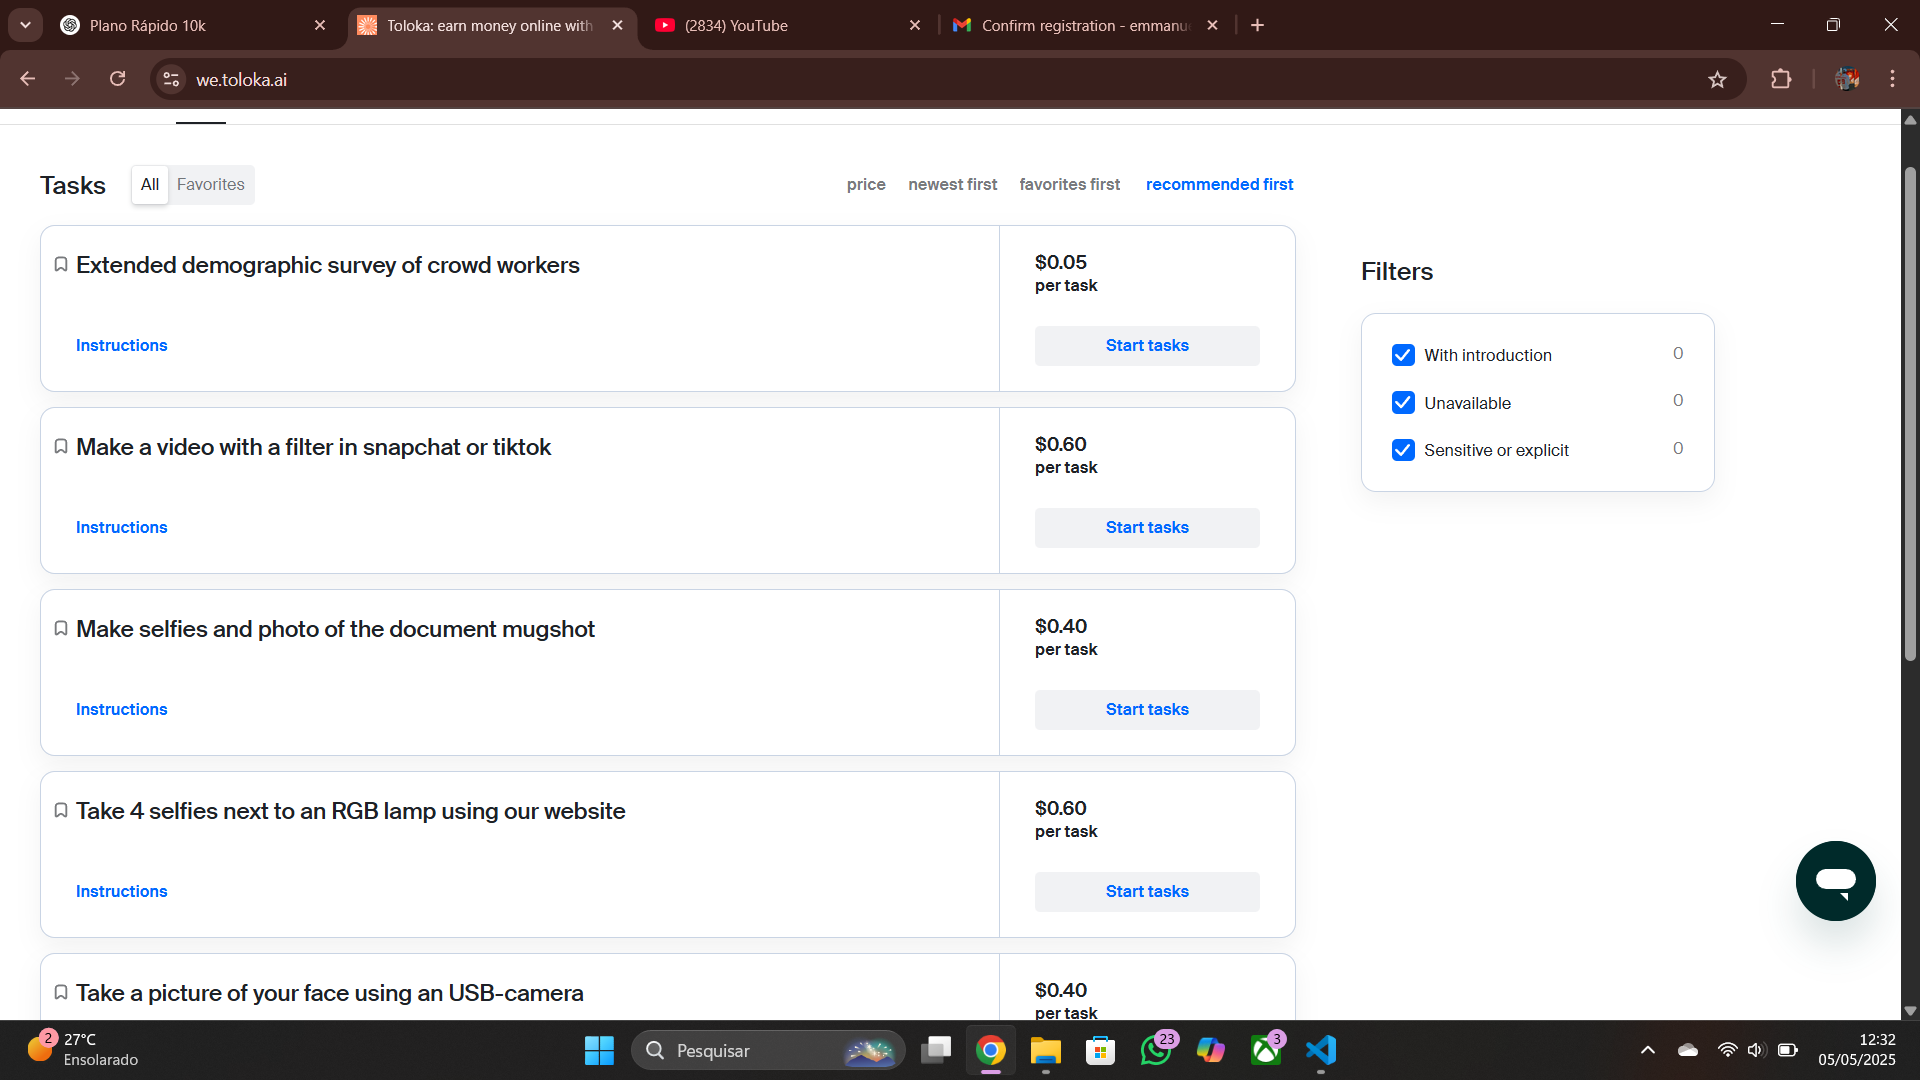 Plano Rápido 10k
Toloka: earn money online with
(2834) YouTube
Confirm registration - emmanu
we.toloka.ai
Tasks
All
Favorites
price
newest first
favorites first
recommended first
Extended demographic survey of crowd workers
$0.05
per task
Instructions
Start tasks
Make a video with a filter in snapchat or tiktok
$0.60
per task
Instructions
Start tasks
Make selfies and photo of the document mugshot
$0.40
per task
Instructions
Start tasks
Take 4 selfies next to an RGB lamp using our website
$0.60
per task
Instructions
Start tasks
Take a picture of your face using an USB-camera
$0.40
per task
Filters
With introduction 0
Unavailable 0
Sensitive or explicit 0
2
27°C
Ensolarado
Pesquisar
23
3
12:32
05/05/2025